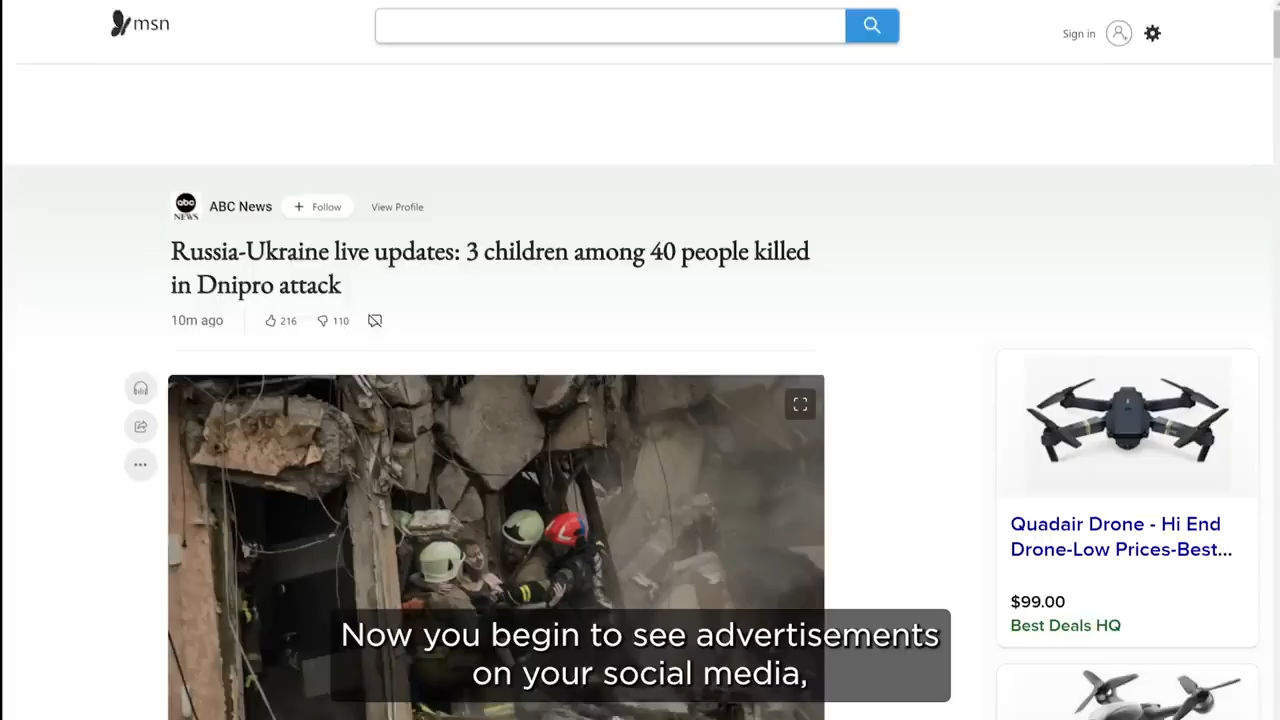 msn
Sign in
abc
NEWS
ABC News
+ Follow
View Profile
Russia-Ukraine live updates: 3 children among 40 people killed
in Dnipro attack
10m ago
216
110
Quadair Drone - Hi End
Drone-Low Prices-Best...
$99.00
Best Deals HQ
Now you begin to see advertisements
on your social media,